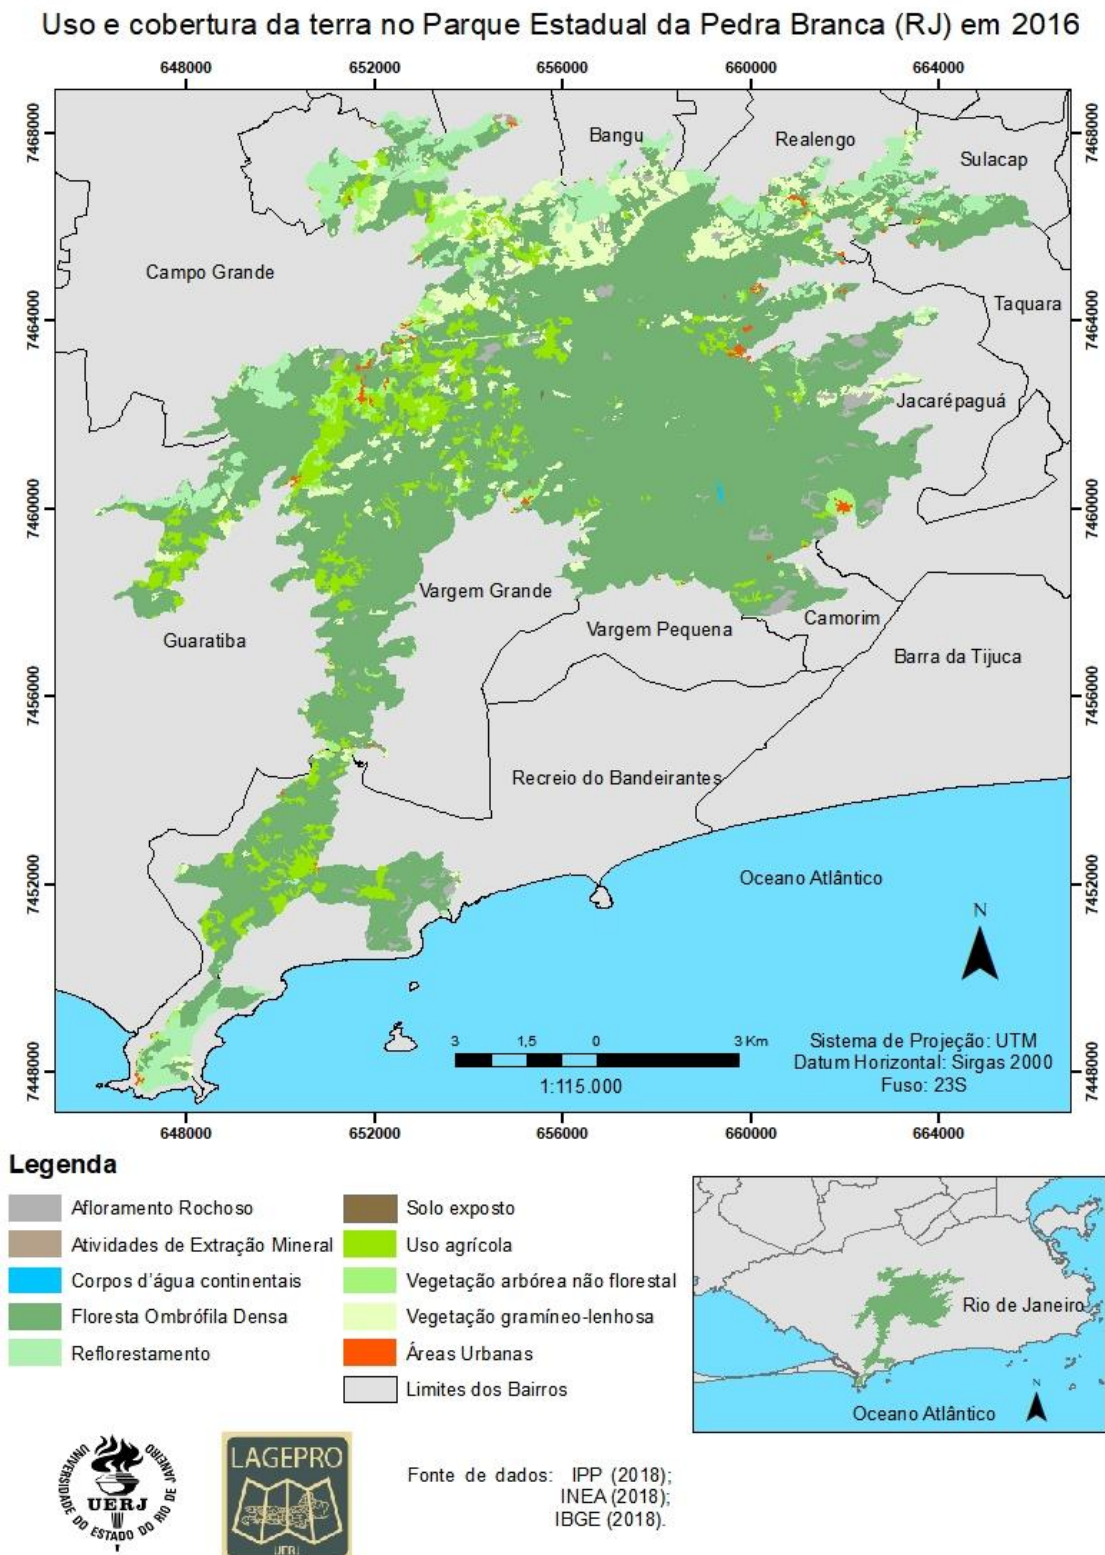 Uso e cobertura da terra no Parque Estadual da Pedra Branca (RJ) em 2016
648000 652000 656000 660000 664000
7468000 7468000
7464000 7464000
7460000 7460000
7456000 7456000
7452000 7452000
7448000 7448000
Bangu
Realengo
Sulacap
Campo Grande
Taquara
Jacarépaguá
Vargem Grande
Guaratiba
Vargem Pequena
Camorim
Barra da Tijuca
Recreio do Bandeirantes
Oceano Atlântico
N
3 1,5 0 3 Km
1:115.000
Sistema de Projeção: UTM
Datum Horizontal: Sirgas 2000
Fuso: 23S
648000 652000 656000 660000 664000
Legenda
Afloramento Rochoso
Atividades de Extração Mineral
Corpos d'água continentais
Floresta Ombrófila Densa
Reflorestamento
Solo exposto
Uso agrícola
Vegetação arbórea não florestal
Vegetação gramíneo-lenhosa
Áreas Urbanas
Limites dos Bairros
Rio de Janeiro
Oceano Atlântico
N
UERJ
UNIVERSIDADE DO ESTADO DO RIO DE JANEIRO
LAGEPRO
UERJ
Fonte de dados: IPP (2018);
INEA (2018);
IBGE (2018).